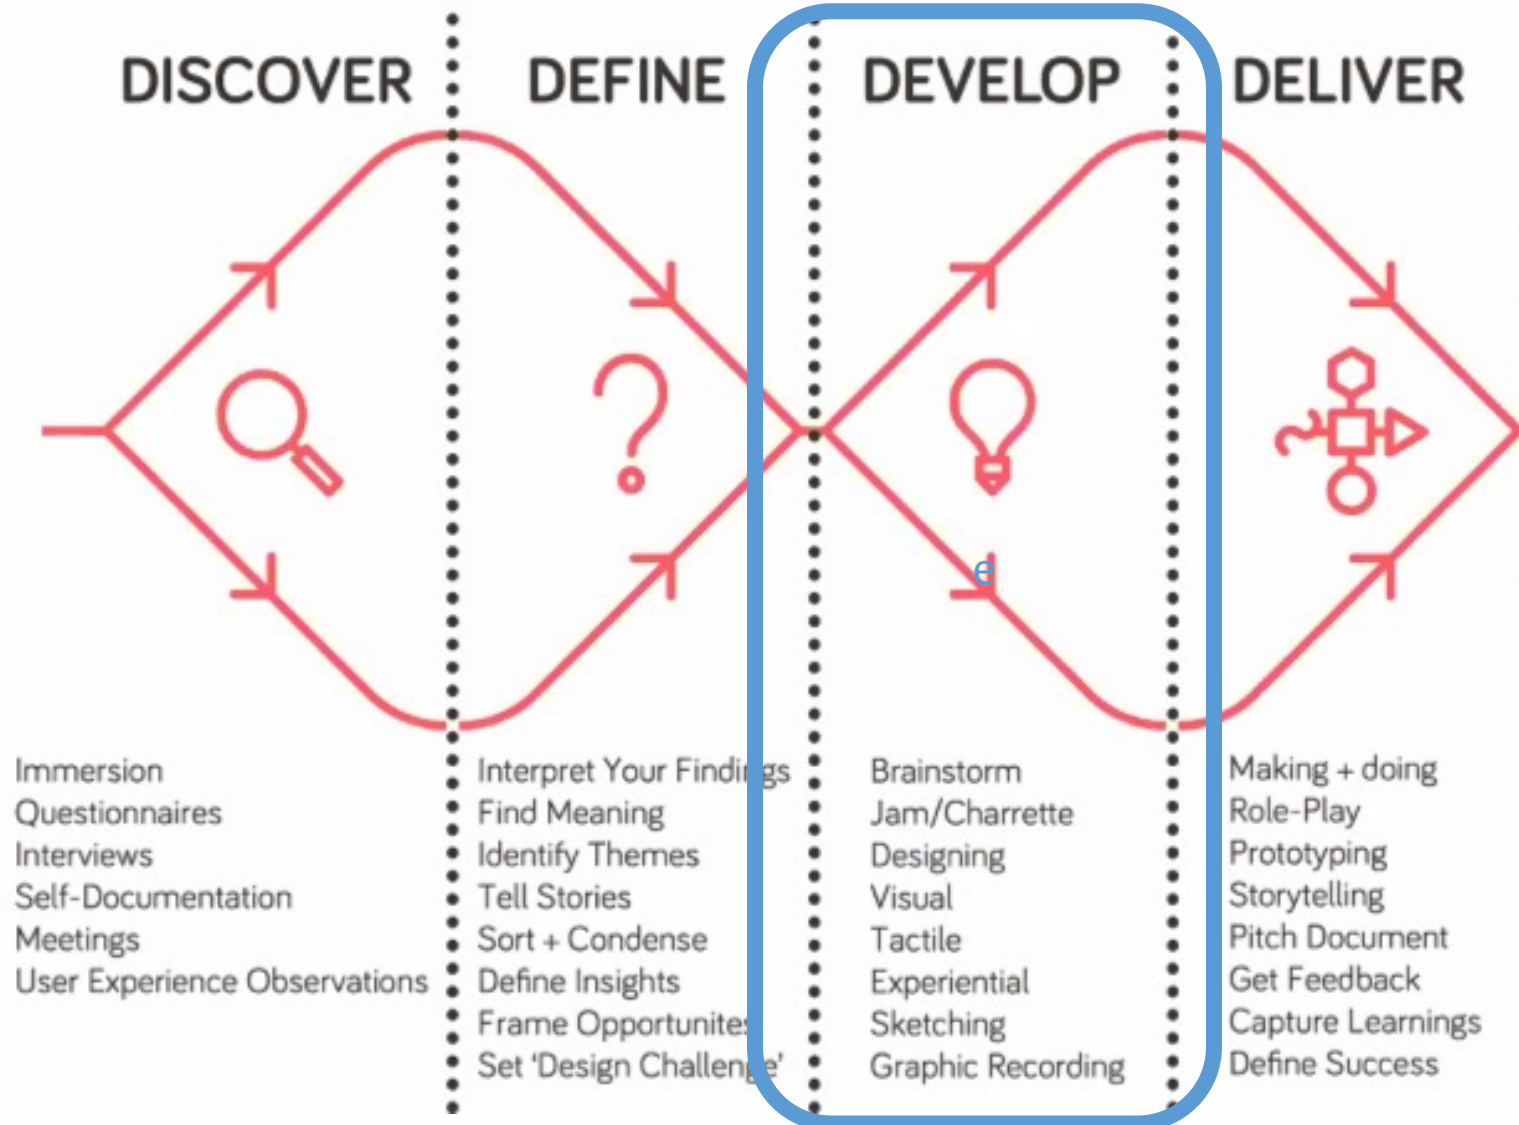 DISCOVER
DEFINE
DEVELOP
DELIVER
e
Immersion
Questionnaires
Interviews
Self-Documentation
Meetings
User Experience Observations
Interpret Your Findings
Find Meaning
Identify Themes
Tell Stories
Sort + Condense
Define Insights
Frame Opportunites
Set ‘Design Challenge’
Brainstorm
Jam/Charrette
Designing
Visual
Tactile
Experiential
Sketching
Graphic Recording
Making + doing
Role-Play
Prototyping
Storytelling
Pitch Document
Get Feedback
Capture Learnings
Define Success